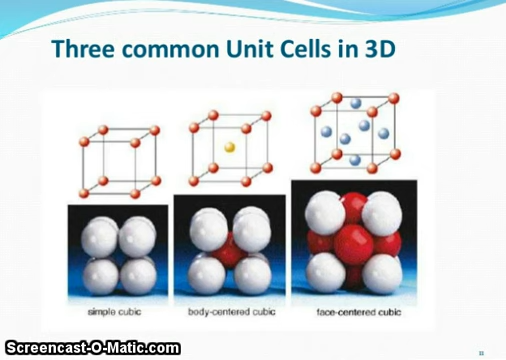 Three common Unit Cells in 3D
simple cubic
body-centered cubic
face-centered cubic
Screencast-O-Matic.com